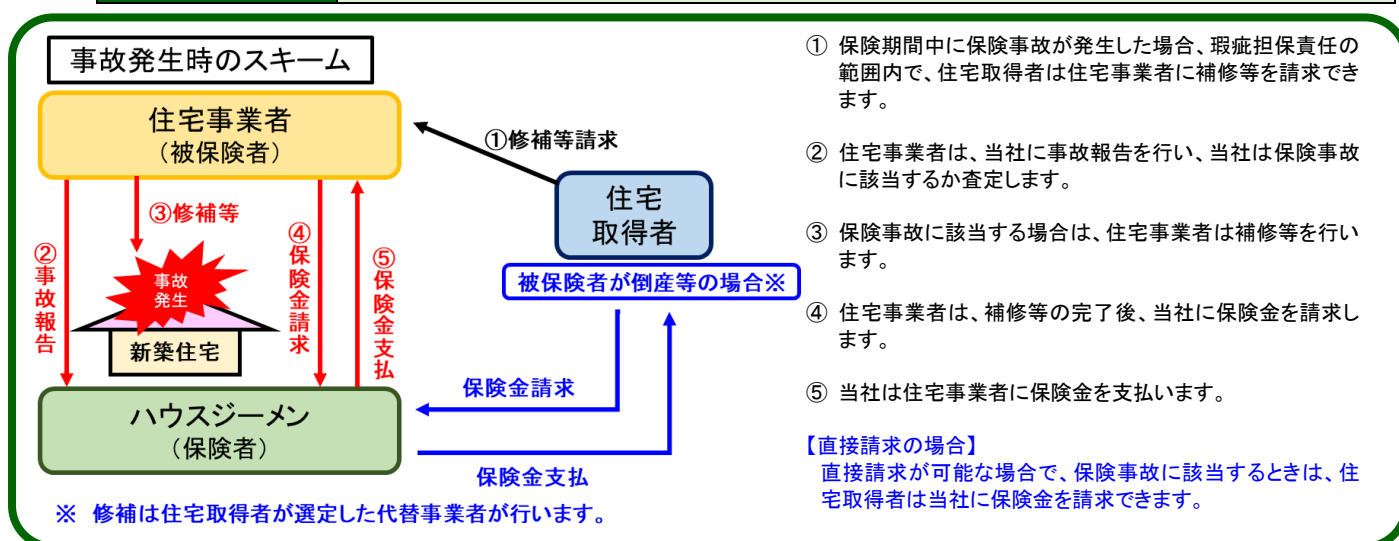 事故発生時のスキーム
住宅事業者
（被保険者）
①修補等請求
住宅
取得者
③修補等
②事故報告
④保険金請求
⑤保険金支払
事故
発生
新築住宅
被保険者が倒産等の場合※
保険金請求
ハウスジーメン
（保険者）
保険金支払
※ 修補は住宅取得者が選定した代替事業者が行います。
① 保険期間中に保険事故が発生した場合、瑕疵担保責任の
範囲内で、住宅取得者は住宅事業者に補修等を請求でき
ます。
② 住宅事業者は、当社に事故報告を行い、当社は保険事故
に該当するか査定します。
③ 保険事故に該当する場合は、住宅事業者は補修等を行い
ます。
④ 住宅事業者は、補修等の完了後、当社に保険金を請求し
ます。
⑤ 当社は住宅事業者に保険金を支払います。
【直接請求の場合】
直接請求が可能な場合で、保険事故に該当するときは、住
宅取得者は当社に保険金を請求できます。